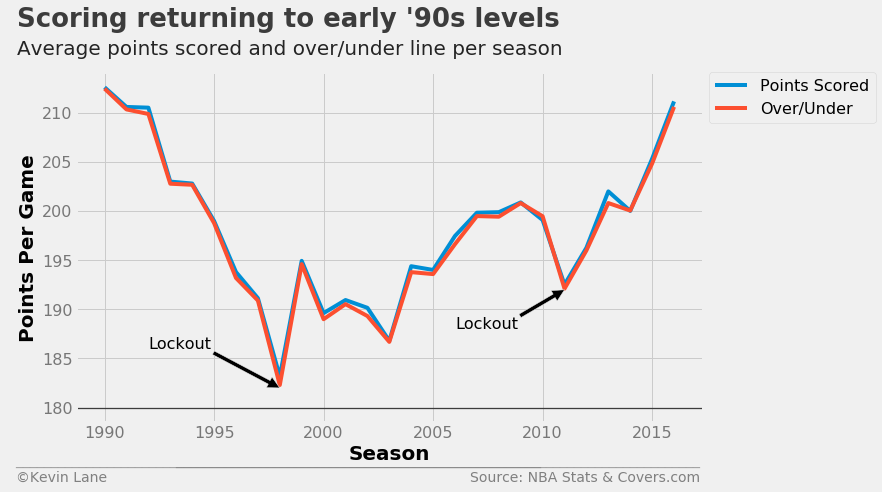 Scoring returning to early '90s levels
Average points scored and over/under line per season
Points Scored
Over/Under
Points Per Game
210
205
200
195
190
185
180
Lockout
Lockout
1990 1995 2000 2005 2010 2015
Season
©Kevin Lane
Source: NBA Stats & Covers.com